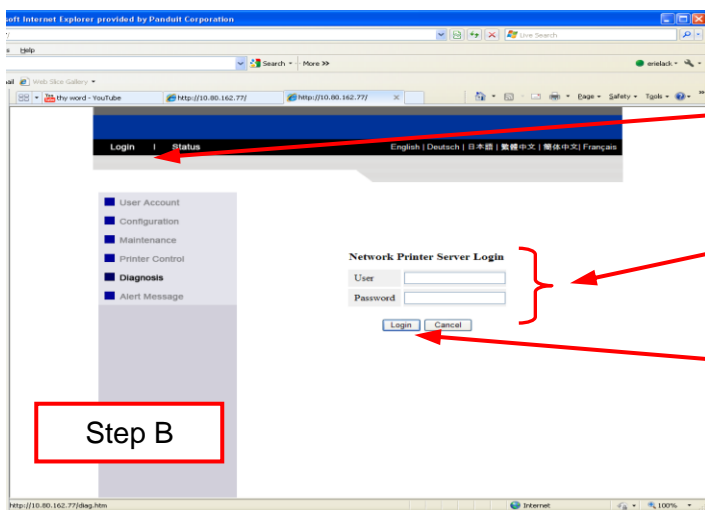 soft Internet Explorer provided by Panduit Corporation
Live Search
s Help
Search More >>
erielack
ail Web Slice Gallery
thy word - YouTube http://10.80.162.77/ http://10.80.162.77/ Page Safety Tools
Login | Status English | Deutsch | 日本語 | 繁體中文 | 簡体中文 | Français
User Account
Configuration
Maintenance
Printer Control
Diagnosis
Alert Message
Network Printer Server Login
User
Password
Login Cancel
Step B
http://10.80.162.77/diag.htm Internet 100%